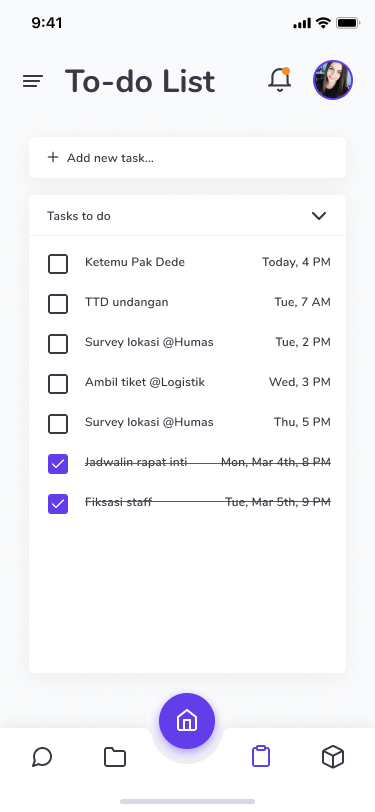 9:41
To-do List
Add new task...
Tasks to do
Ketemu Pak Dede Today, 4 PM
TTD undangan Tue, 7 AM
Survey lokasi @Humas Tue, 2 PM
Ambil tiket @Logistik Wed, 3 PM
Survey lokasi @Humas Thu, 5 PM
Jadwalin rapat inti Mon, Mar 4th, 8 PM
Fiksasi staff Tue, Mar 5th, 9 PM